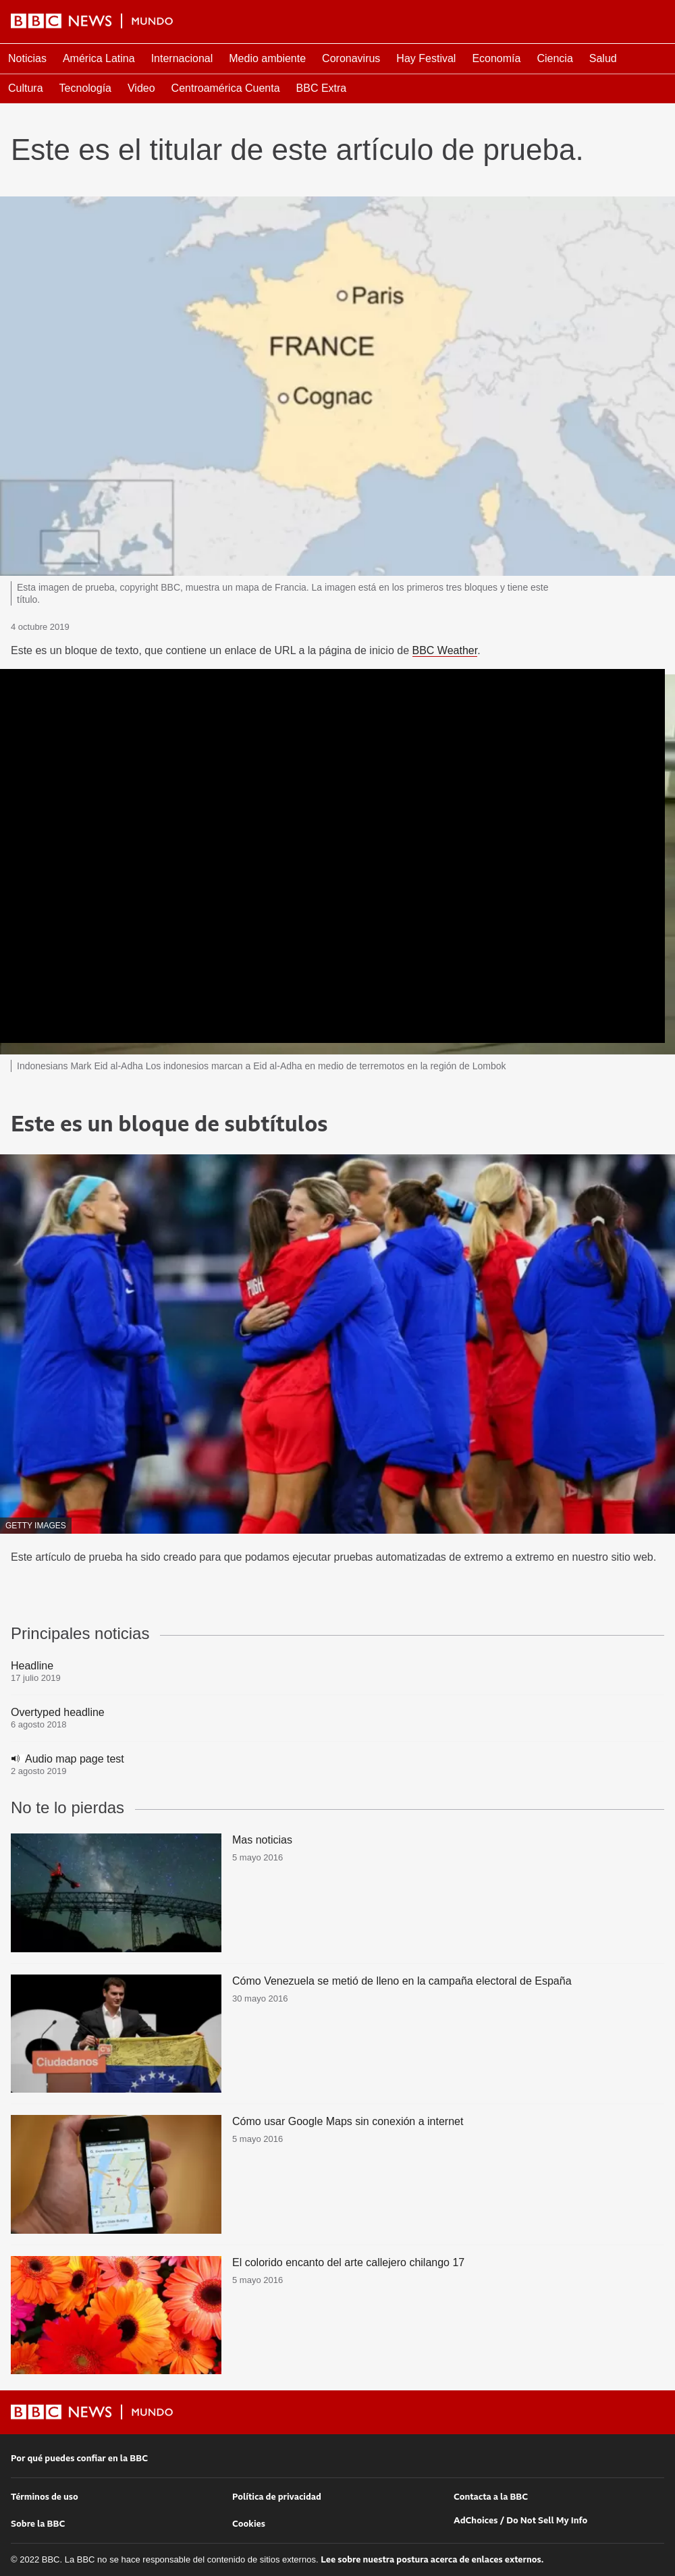 BBC NEWS | MUNDO
Noticias América Latina Internacional Medio ambiente Coronavirus Hay Festival Economía Ciencia Salud
Cultura Tecnología Video Centroamérica Cuenta BBC Extra
Este es el titular de este artículo de prueba.
Paris
FRANCE
Cognac
Esta imagen de prueba, copyright BBC, muestra un mapa de Francia. La imagen está en los primeros tres bloques y tiene este
título.
4 octubre 2019
Este es un bloque de texto, que contiene un enlace de URL a la página de inicio de BBC Weather.
Indonesians Mark Eid al-Adha Los indonesios marcan a Eid al-Adha en medio de terremotos en la región de Lombok
Este es un bloque de subtítulos
PUGH
GETTY IMAGES
Este artículo de prueba ha sido creado para que podamos ejecutar pruebas automatizadas de extremo a extremo en nuestro sitio web.
Principales noticias
Headline
17 julio 2019
Overtyped headline
6 agosto 2018
Audio map page test
2 agosto 2019
No te lo pierdas
Mas noticias
5 mayo 2016
Cómo Venezuela se metió de lleno en la campaña electoral de España
30 mayo 2016
C's
Ciudadanos
Cómo usar Google Maps sin conexión a internet
5 mayo 2016
El colorido encanto del arte callejero chilango 17
5 mayo 2016
BBC NEWS | MUNDO
Por qué puedes confiar en la BBC
Términos de uso Política de privacidad Contacta a la BBC
Sobre la BBC Cookies AdChoices / Do Not Sell My Info
© 2022 BBC. La BBC no se hace responsable del contenido de sitios externos. Lee sobre nuestra postura acerca de enlaces externos.